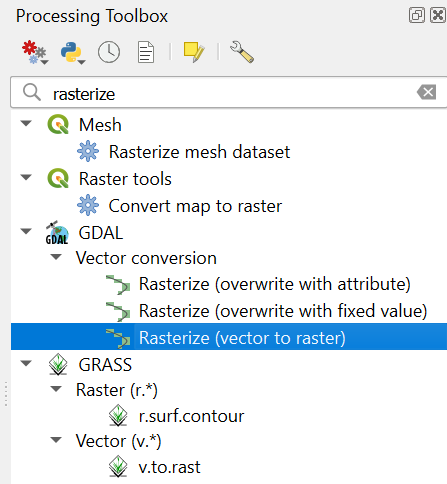 Processing Toolbox
rasterize
Mesh
Rasterize mesh dataset
Raster tools
Convert map to raster
GDAL
GDAL
Vector conversion
Rasterize (overwrite with attribute)
Rasterize (overwrite with fixed value)
Rasterize (vector to raster)
GRASS
Raster (r.*)
r.surf.contour
Vector (v.*)
v.to.rast